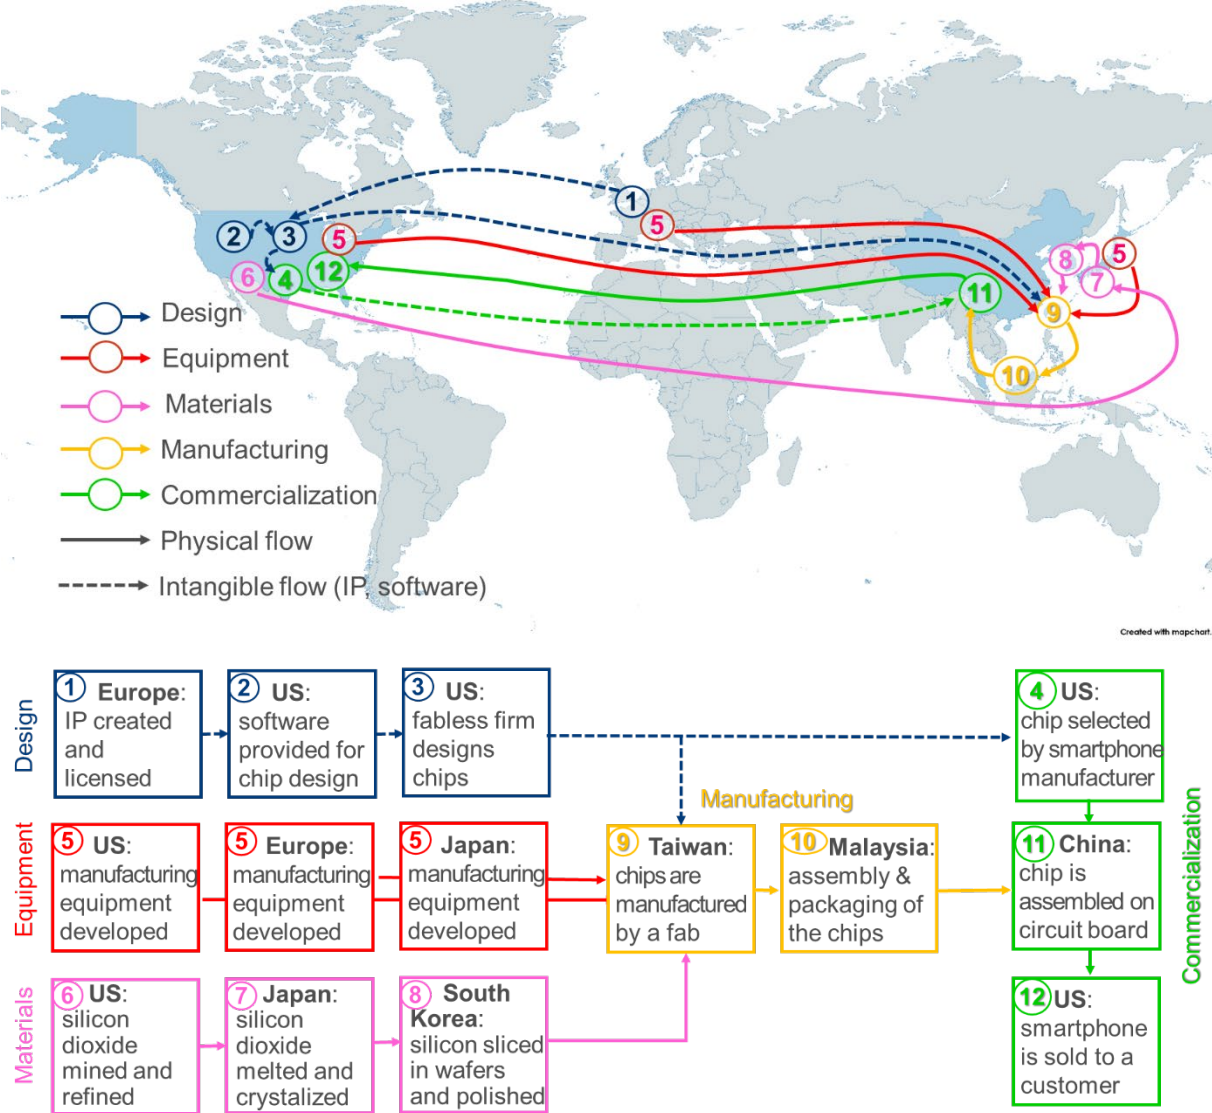 1
5
2
3
5
12
6
4
8
5
7
11
9
10
Design
Equipment
Materials
Manufacturing
Commercialization
Physical flow
Intangible flow (IP, software)
Created with mapchart.
Design
1 Europe:
IP created
and
licensed
2 US:
software
provided for
chip design
3 US:
fabless firm
designs
chips
4 US:
chip selected
by smartphone
manufacturer
Manufacturing
Equipment
5 US:
manufacturing
equipment
developed
5 Europe:
manufacturing
equipment
developed
5 Japan:
manufacturing
equipment
developed
9 Taiwan:
chips are
manufactured
by a fab
10 Malaysia:
assembly &
packaging of
the chips
11 China:
chip is
assembled on
circuit board
Commercialization
Materials
6 US:
silicon
dioxide
mined and
refined
7 Japan:
silicon
dioxide
melted and
crystalized
8 South
Korea:
silicon sliced
in wafers
and polished
12 US:
smartphone
is sold to a
customer